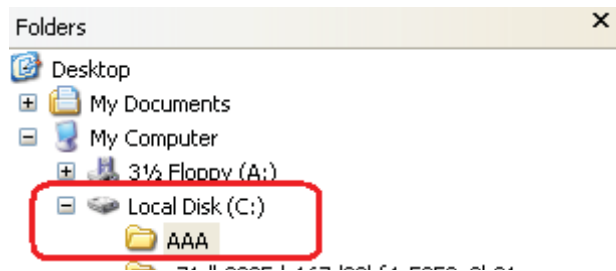 Folders
Desktop
My Documents
My Computer
3½ Floppy (A:)
Local Disk (C:)
AAA